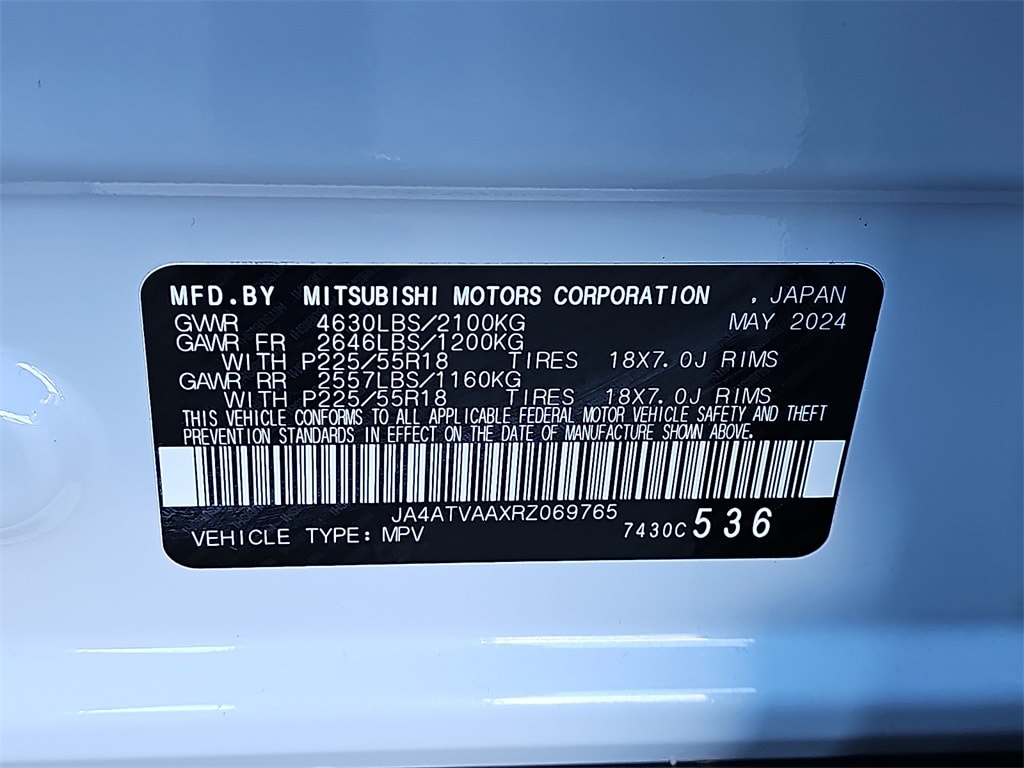 MFD.BY MITSUBISHI MOTORS CORPORATION , JAPAN
GVWR 4630LBS/2100KG MAY 2024
GAWR FR 2646LBS/1200KG
WITH P225/55R18 TIRES 18X7.0J RIMS
GAWR RR 2557LBS/1160KG
WITH P225/55R18 TIRES 18X7.0J RIMS
THIS VEHICLE CONFORMS TO ALL APPLICABLE FEDERAL MOTOR VEHICLE SAFETY AND THEFT
PREVENTION STANDARDS IN EFFECT ON THE DATE OF MANUFACTURE SHOWN ABOVE.
JA4ATVAAXRZ069765
VEHICLE TYPE: MPV 7430C 536